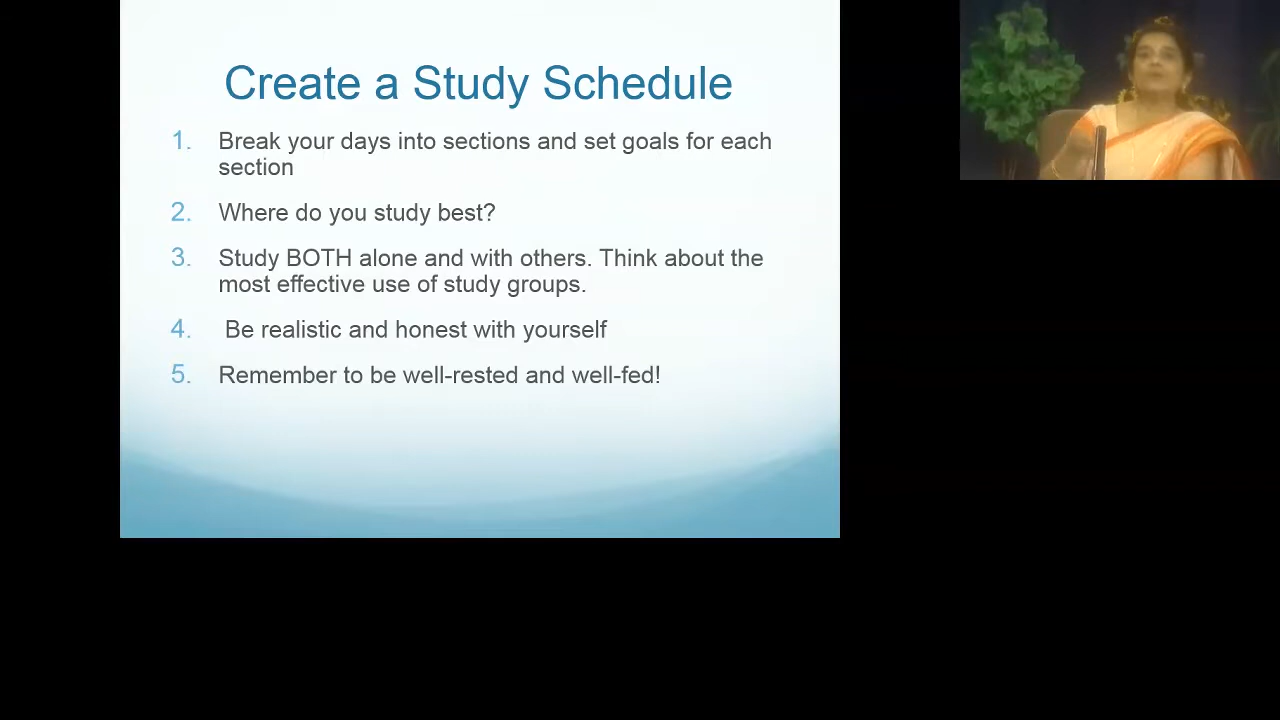 Create a Study Schedule
1. Break your days into sections and set goals for each
section
2. Where do you study best?
3. Study BOTH alone and with others. Think about the
most effective use of study groups.
4. Be realistic and honest with yourself
5. Remember to be well-rested and well-fed!